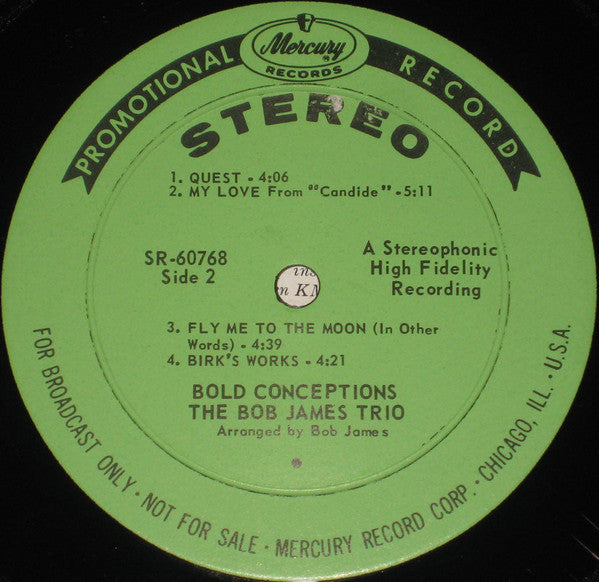 PROMOTIONAL RECORD
Mercury
RECORDS
STEREO
1. QUEST - 4:06
2. MY LOVE From "Candide" - 5:11
SR-60768
Side 2
A Stereophonic
High Fidelity
Recording
3. FLY ME TO THE MOON (In Other
Words) - 4:39
4. BIRK'S WORKS - 4:21
BOLD CONCEPTIONS
THE BOB JAMES TRIO
Arranged by Bob James
FOR BROADCAST ONLY · NOT FOR SALE · MERCURY RECORD CORP. · CHICAGO, ILL. · U.S.A.